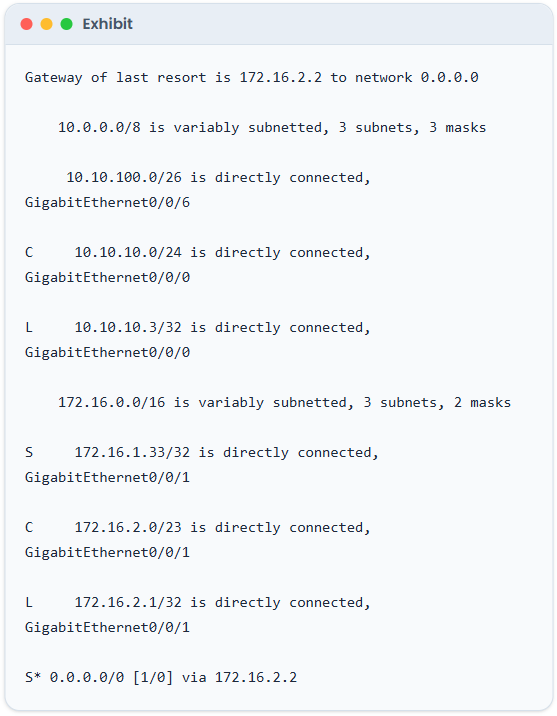 Exhibit
Gateway of last resort is 172.16.2.2 to network 0.0.0.0
10.0.0.0/8 is variably subnetted, 3 subnets, 3 masks
10.10.100.0/26 is directly connected,
GigabitEthernet0/0/6
C 10.10.10.0/24 is directly connected,
GigabitEthernet0/0/0
L 10.10.10.3/32 is directly connected,
GigabitEthernet0/0/0
172.16.0.0/16 is variably subnetted, 3 subnets, 2 masks
S 172.16.1.33/32 is directly connected,
GigabitEthernet0/0/1
C 172.16.2.0/23 is directly connected,
GigabitEthernet0/0/1
L 172.16.2.1/32 is directly connected,
GigabitEthernet0/0/1
S* 0.0.0.0/0 [1/0] via 172.16.2.2